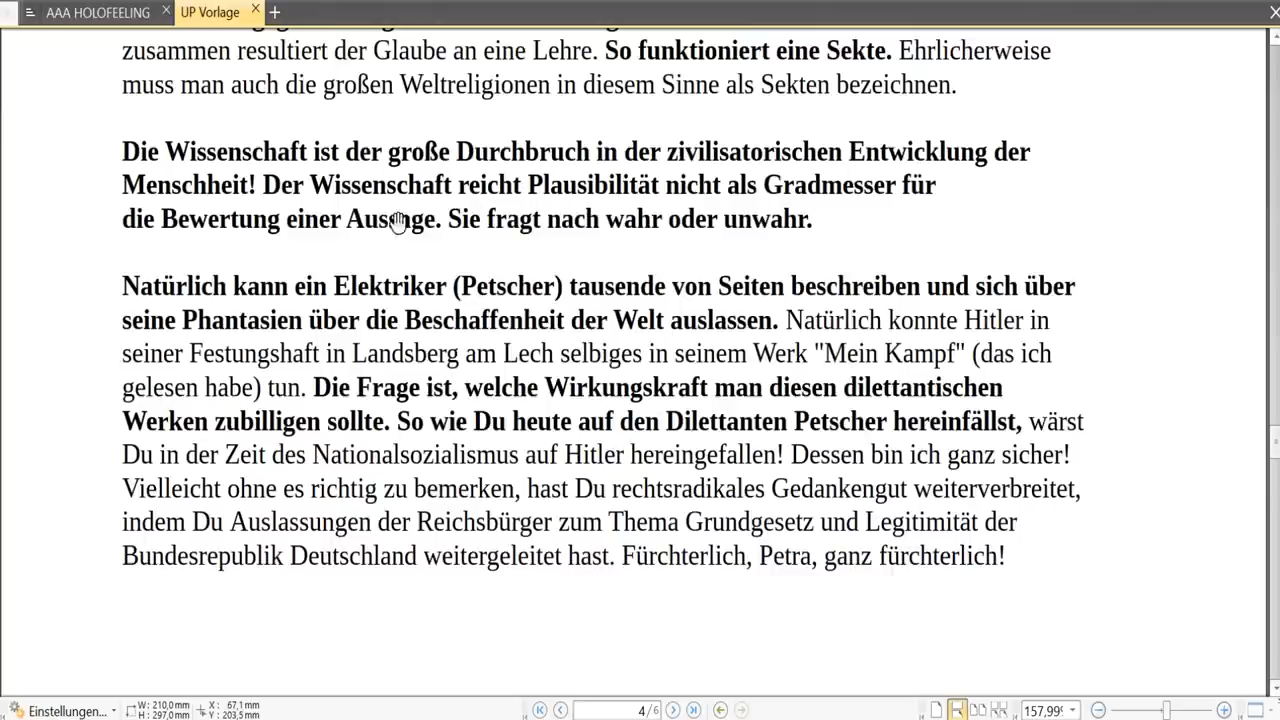 AAA HOLOFEELING
UP Vorlage
zusammen resultiert der Glaube an eine Lehre. So funktioniert eine Sekte. Ehrlicherweise
muss man auch die großen Weltreligionen in diesem Sinne als Sekten bezeichnen.
Die Wissenschaft ist der große Durchbruch in der zivilisatorischen Entwicklung der
Menschheit! Der Wissenschaft reicht Plausibilität nicht als Gradmesser für
die Bewertung einer Aussage. Sie fragt nach wahr oder unwahr.
Natürlich kann ein Elektriker (Petscher) tausende von Seiten beschreiben und sich über
seine Phantasien über die Beschaffenheit der Welt auslassen. Natürlich konnte Hitler in
seiner Festungshaft in Landsberg am Lech selbiges in seinem Werk "Mein Kampf" (das ich
gelesen habe) tun. Die Frage ist, welche Wirkungskraft man diesen dilettantischen
Werken zubilligen sollte. So wie Du heute auf den Dilettanten Petscher hereinfällst, wärst
Du in der Zeit des Nationalsozialismus auf Hitler hereingefallen! Dessen bin ich ganz sicher!
Vielleicht ohne es richtig zu bemerken, hast Du rechtsradikales Gedankengut weiterverbreitet,
indem Du Auslassungen der Reichsbürger zum Thema Grundgesetz und Legitimität der
Bundesrepublik Deutschland weitergeleitet hast. Fürchterlich, Petra, ganz fürchterlich!
Einstellungen...
W: 210,0 mm
H: 297,0 mm
X: 67,1 mm
Y: 203,5 mm
4/6
157,99%